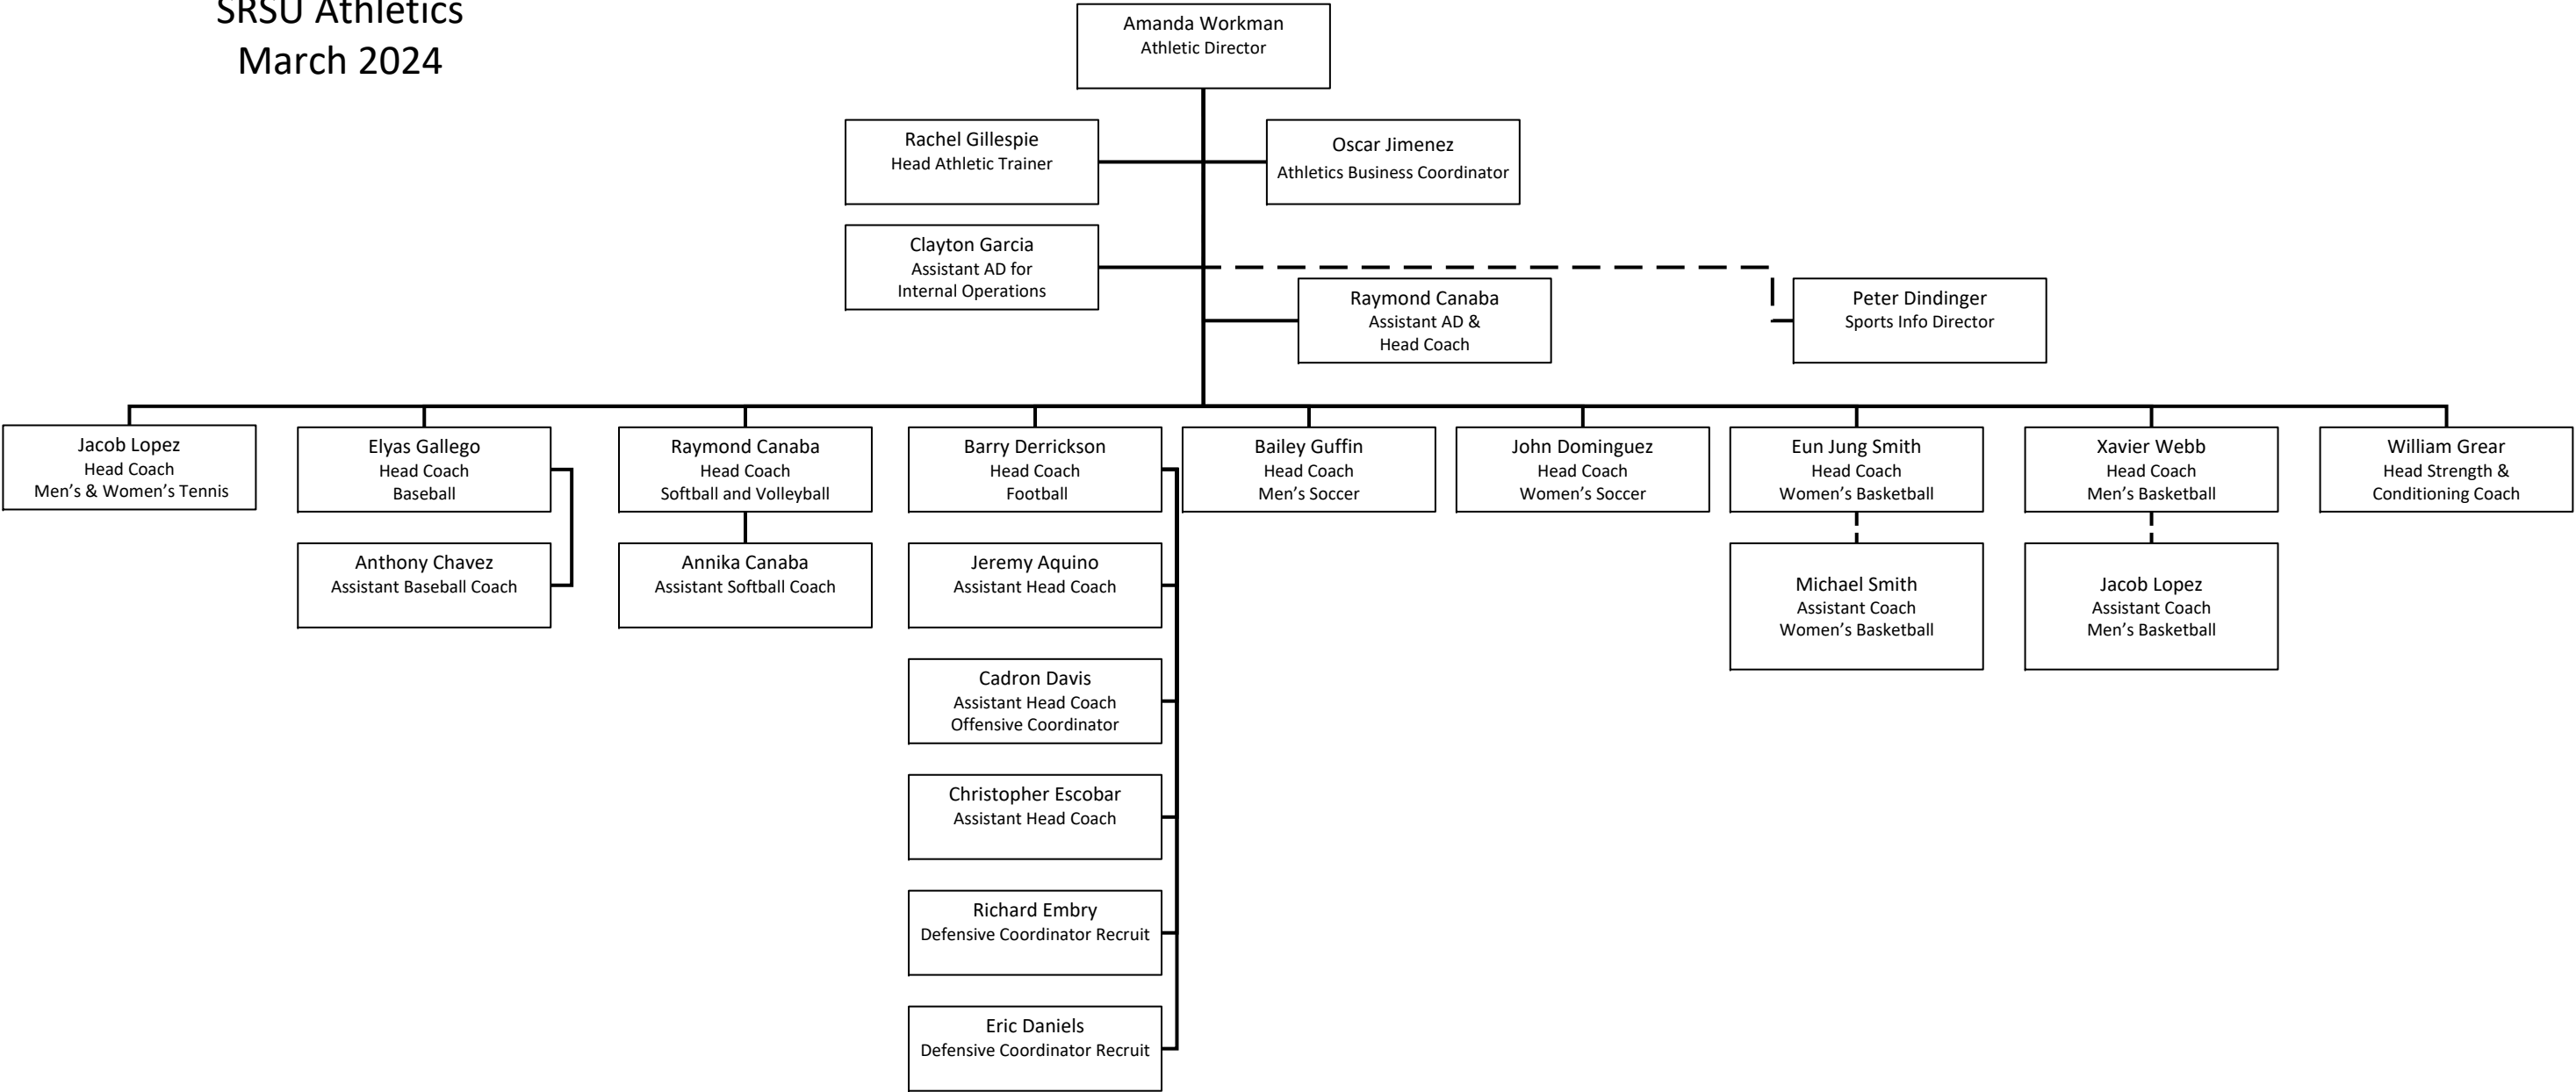 SRSU Athletics
March 2024
Amanda Workman
Athletic Director
Rachel Gillespie
Head Athletic Trainer
Oscar Jimenez
Athletics Business Coordinator
Clayton Garcia
Assistant AD for
Internal Operations
Raymond Canaba
Assistant AD &
Head Coach
Peter Dindinger
Sports Info Director
Jacob Lopez
Head Coach
Men's & Women's Tennis
Elyas Gallego
Head Coach
Baseball
Raymond Canaba
Head Coach
Softball and Volleyball
Barry Derrickson
Head Coach
Football
Bailey Guffin
Head Coach
Men's Soccer
John Dominguez
Head Coach
Women's Soccer
Eun Jung Smith
Head Coach
Women's Basketball
Xavier Webb
Head Coach
Men's Basketball
William Grear
Head Strength &
Conditioning Coach
Anthony Chavez
Assistant Baseball Coach
Annika Canaba
Assistant Softball Coach
Jeremy Aquino
Assistant Head Coach
Michael Smith
Assistant Coach
Women's Basketball
Jacob Lopez
Assistant Coach
Men's Basketball
Cadron Davis
Assistant Head Coach
Offensive Coordinator
Christopher Escobar
Assistant Head Coach
Richard Embry
Defensive Coordinator Recruit
Eric Daniels
Defensive Coordinator Recruit